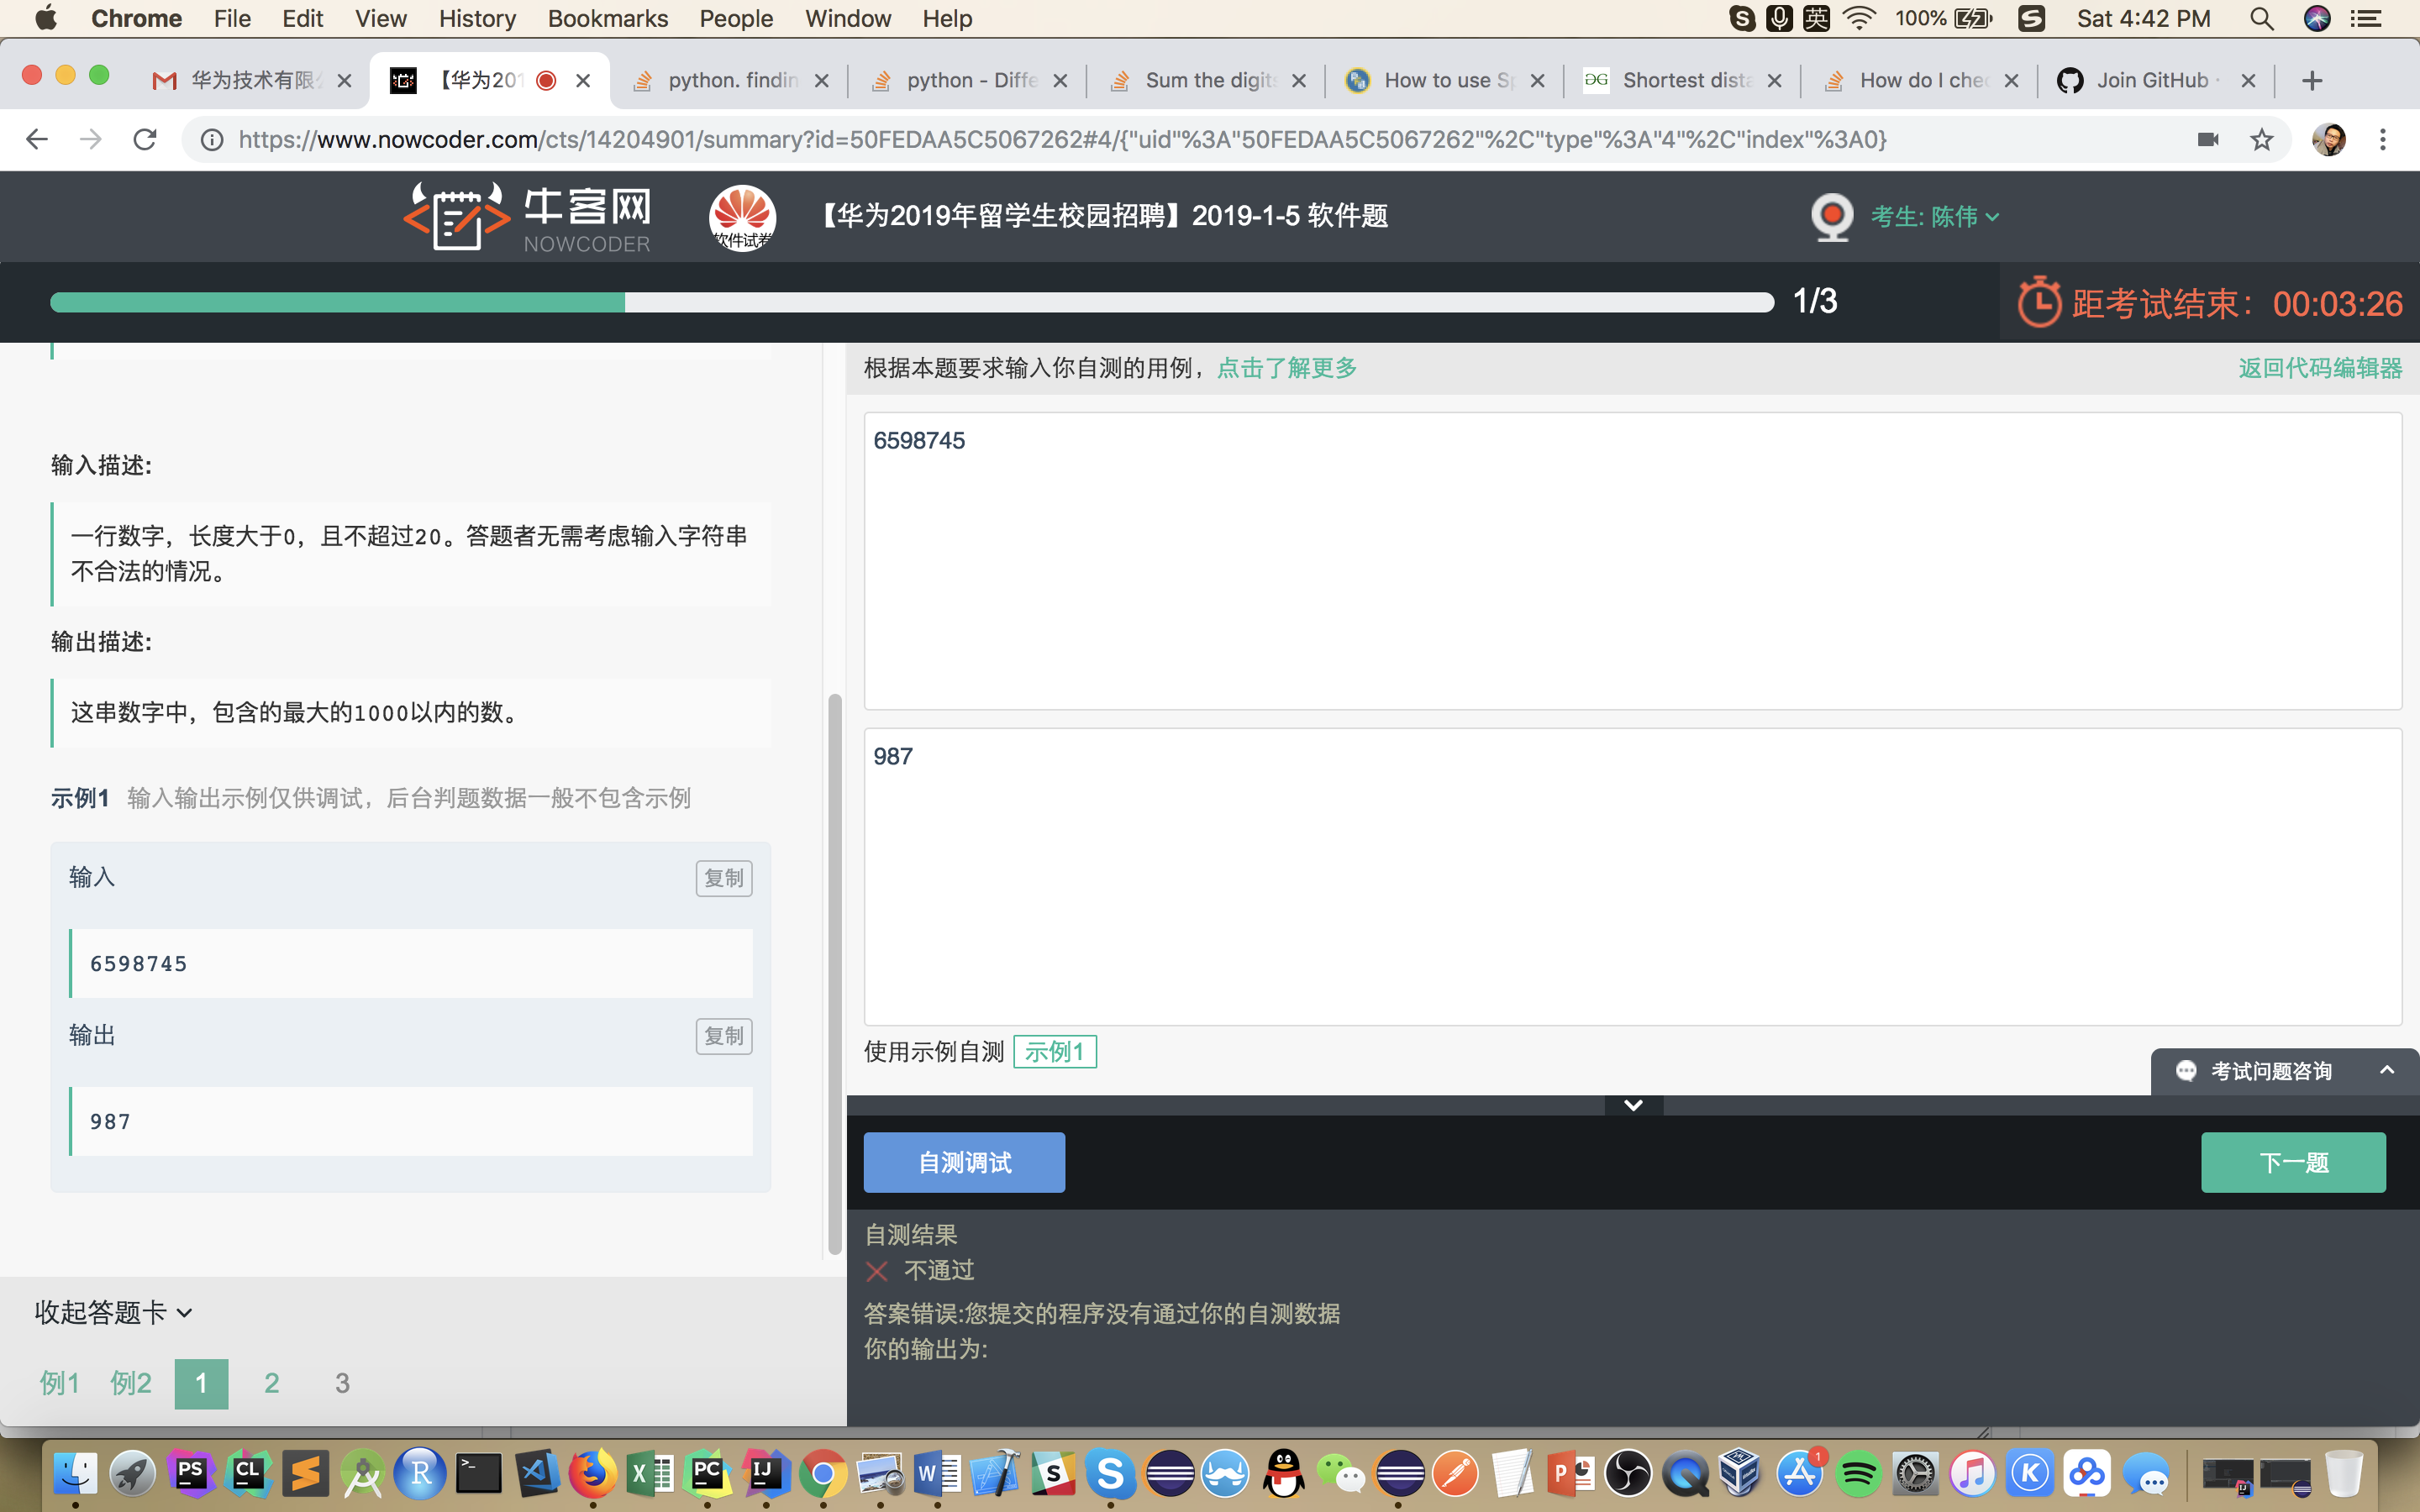 Chrome File Edit View History Bookmarks People Window Help
英 100% Sat 4:42 PM
华为技术有限 【华为201 python. findin python - Diffe Sum the digit How to use Sp Shortest dista How do I chec Join GitHub ·
https://www.nowcoder.com/cts/14204901/summary?id=50FEDAA5C5067262#4/{"uid"%3A"50FEDAA5C5067262"%2C"type"%3A"4"%2C"index"%3A0}
牛客网
NOWCODER
软件试卷
【华为2019年留学生校园招聘】2019-1-5 软件题
考生: 陈伟
1/3
距考试结束：00:03:26
根据本题要求输入你自测的用例，点击了解更多
返回代码编辑器
输入描述:
一行数字，长度大于0，且不超过20。答题者无需考虑输入字符串
不合法的情况。
输出描述:
这串数字中，包含的最大的1000以内的数。
示例1 输入输出示例仅供调试，后台判题数据一般不包含示例
输入
复制
6598745
输出
复制
987
收起答题卡
例1 例2 1 2 3
6598745
987
使用示例自测 示例1
考试问题咨询
自测调试
下一题
自测结果
不通过
答案错误:您提交的程序没有通过你的自测数据
你的输出为:
PS CL R PC IJ W S K 1